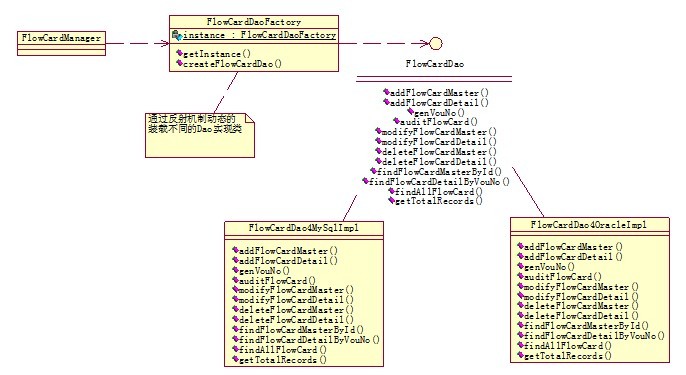 FlowCardManager
FlowCardDaoFactory
instance : FlowCardDaoFactory
getInstance()
createFlowCardDao()
通过反射机制动态的
装载不同的Dao实现类
FlowCardDao
addFlowCardMaster()
addFlowCardDetail()
genVouNo()
auditFlowCard()
modifyFlowCardMaster()
modifyFlowCardDetail()
deleteFlowCardMaster()
deleteFlowCardDetail()
findFlowCardMasterById()
findFlowCardDetailByVouNo()
findAllFlowCard()
getTotalRecords()
FlowCardDao4MySqlImpl
addFlowCardMaster()
addFlowCardDetail()
genVouNo()
auditFlowCard()
modifyFlowCardMaster()
modifyFlowCardDetail()
deleteFlowCardMaster()
deleteFlowCardDetail()
findFlowCardMasterById()
findFlowCardDetailByVouNo()
findAllFlowCard()
getTotalRecords()
FlowCardDao4OracleImpl
addFlowCardMaster()
addFlowCardDetail()
genVouNo()
auditFlowCard()
modifyFlowCardMaster()
modifyFlowCardDetail()
deleteFlowCardMaster()
deleteFlowCardDetail()
findFlowCardMasterById()
findFlowCardDetailByVouNo()
findAllFlowCard()
getTotalRecords()